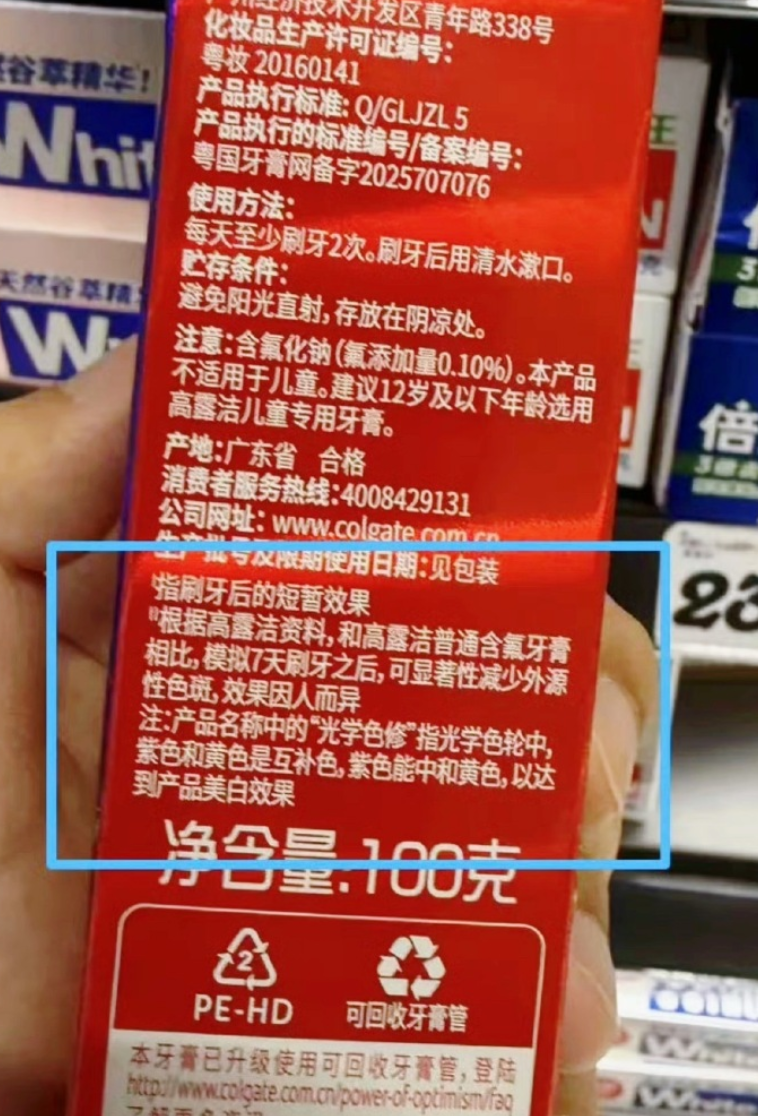 经济技术开发区青年路338号
化妆品生产许可证编号：
粤妆 20160141
产品执行标准: Q/GLJZL 5
产品执行的标准编号/备案编号：
粤国牙膏网备字2025707076
使用方法：
每天至少刷牙2次。刷牙后用清水漱口。
贮存条件：
避免阳光直射，存放在阴凉处。
注意：含氟化钠（氟添加量0.10%）。本产品
不适用于儿童。建议12岁及以下年龄选用
高露洁儿童专用牙膏。
产地：广东省 合格
消费者服务热线：4008429131
公司网址：www.colgate.com.cn
生产批号及限期使用日期：见包装
指刷牙后的短暂效果
根据高露洁资料，和高露洁普通含氟牙膏
相比，模拟7天刷牙之后，可显著性减少外源
性色斑，效果因人而异
注：产品名称中的“光学色修”指光学色轮中，
紫色和黄色是互补色，紫色能中和黄色，以达
到产品美白效果
净含量:100克
2
PE-HD
可回收牙膏管
本牙膏已升级使用可回收牙膏管，登陆
http://www.colgate.com.cn/power-of-optimism/faq
谷萃精华！
Whit
天然谷萃精
W
倍
23